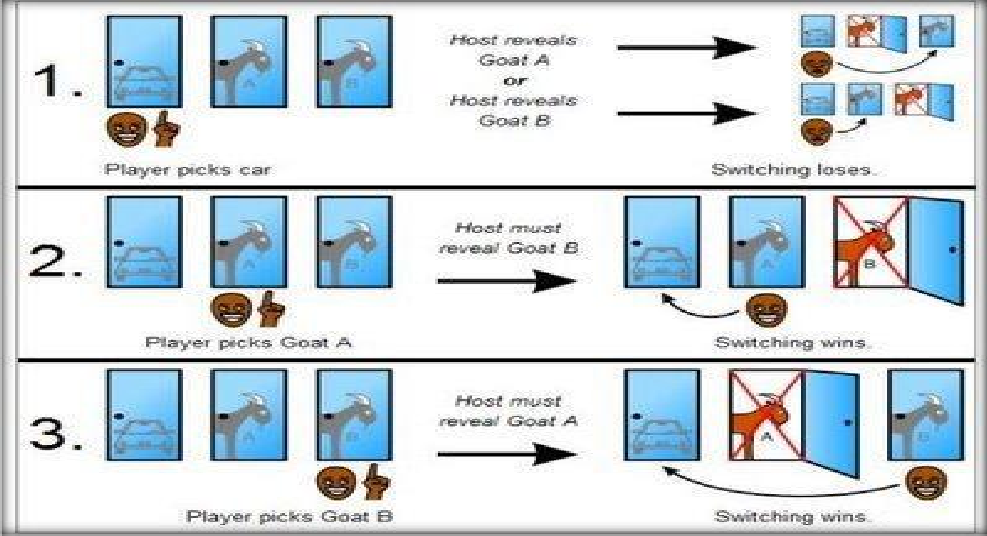 1.
A
B
Host reveals
Goat A
or
Host reveals
Goat B
Player picks car
Switching loses.
2.
A
B
Host must
reveal Goat B
A
B
Player picks Goat A
Switching wins.
3.
A
B
Host must
reveal Goat A
A
B
Player picks Goat B
Switching wins.